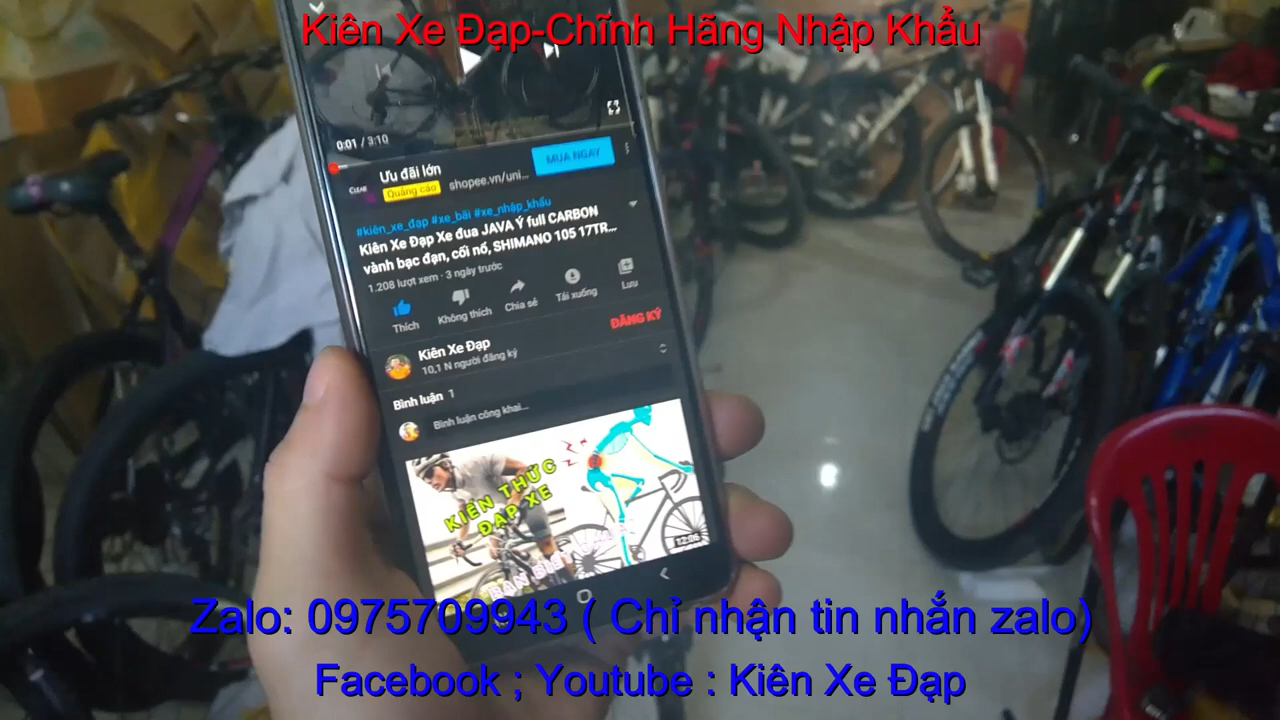 Kiên Xe Đạp-Chĩnh Hãng Nhập Khẩu
0:01 / 3:10
Ưu đãi lớn
MUA NGAY
CLEAR
Quảng cáo
shopee.vn/uni...
#kiên_xe_đạp #xe_bãi #xe_nhập_khẩu
Kiên Xe Đạp Xe đua JAVA Ý full CARBON
vành bạc đạn, cối nổ, SHIMANO 105 17TR...
1.208 lượt xem · 3 ngày trước
Thích
Không thích
Chia sẻ
Tải xuống
Lưu
Kiên Xe Đạp
10,1 N người đăng ký
ĐĂNG KÝ
Bình luận 1
Bình luận công khai...
KIẾN THỨC
ĐẠP XE
12:06
Zalo: 0975709943 ( Chỉ nhận tin nhắn zalo)
Facebook ; Youtube : Kiên Xe Đạp